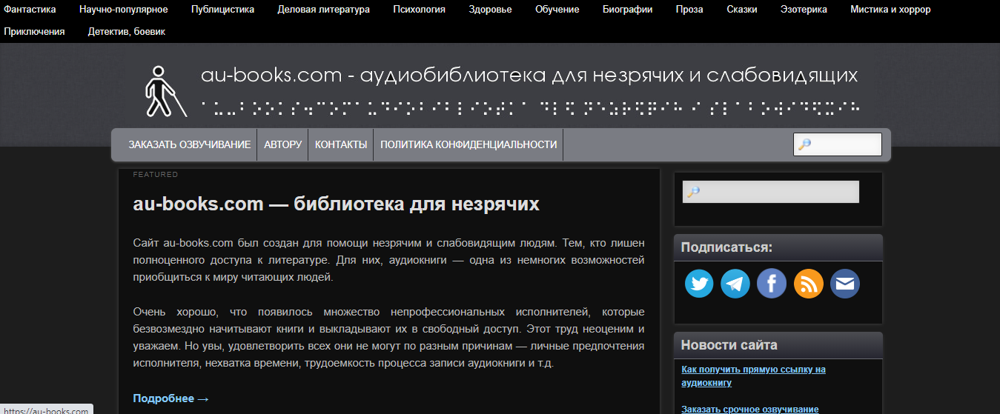 Фантастика Научно-популярное Публицистика Деловая литература Психология Здоровье Обучение Биографии Проза Сказки Эзотерика Мистика и хоррор
Приключения Детектив, боевик
au-books.com - аудиобиблиотека для незрячих и слабовидящих
ЗАКАЗАТЬ ОЗВУЧИВАНИЕ АВТОРУ КОНТАКТЫ ПОЛИТИКА КОНФИДЕНЦИАЛЬНОСТИ
FEATURED
au-books.com — библиотека для незрячих
Сайт au-books.com был создан для помощи незрячим и слабовидящим людям. Тем, кто лишен
полноценного доступа к литературе. Для них, аудиокниги — одна из немногих возможностей
приобщиться к миру читающих людей.
Очень хорошо, что появилось множество непрофессиональных исполнителей, которые
безвозмездно начитывают книги и выкладывают их в свободный доступ. Этот труд неоценим и
уважаем. Но увы, удовлетворить всех они не могут по разным причинам — личные предпочтения
исполнителя, нехватка времени, трудоемкость процесса записи аудиокниги и т.д.
Подробнее →
Подписаться:
Новости сайта
Как получить прямую ссылку на
аудиокнигу
Заказать срочное озвучивание
https://au-books.com